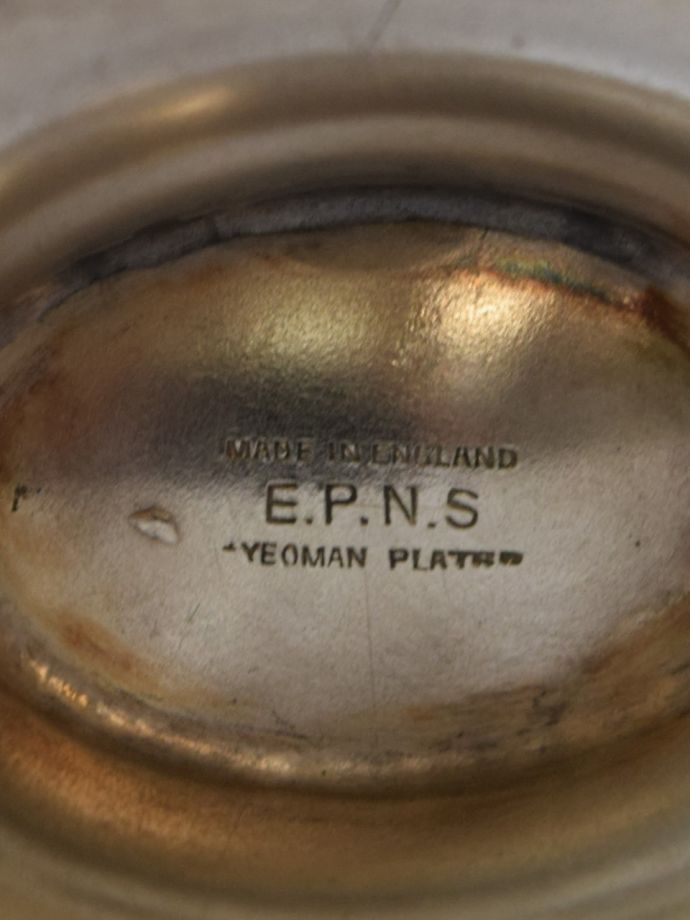 MADE IN ENGLAND
E.P.N.S
"YEOMAN PLATE"